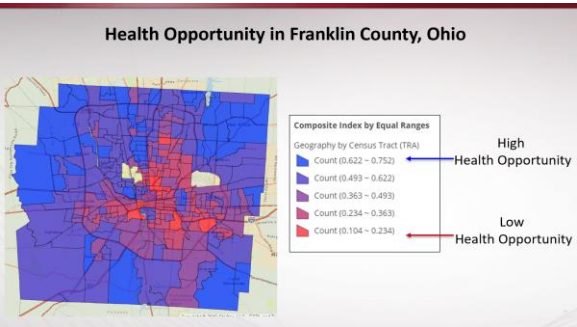 Health Opportunity in Franklin County, Ohio
Composite Index by Equal Ranges
Geography by Census Tract (TRA)
Count (0.622 ~ 0.752)
Count (0.493 ~ 0.622)
Count (0.363 ~ 0.493)
Count (0.234 ~ 0.363)
Count (0.104 ~ 0.234)
High
Health Opportunity
Low
Health Opportunity